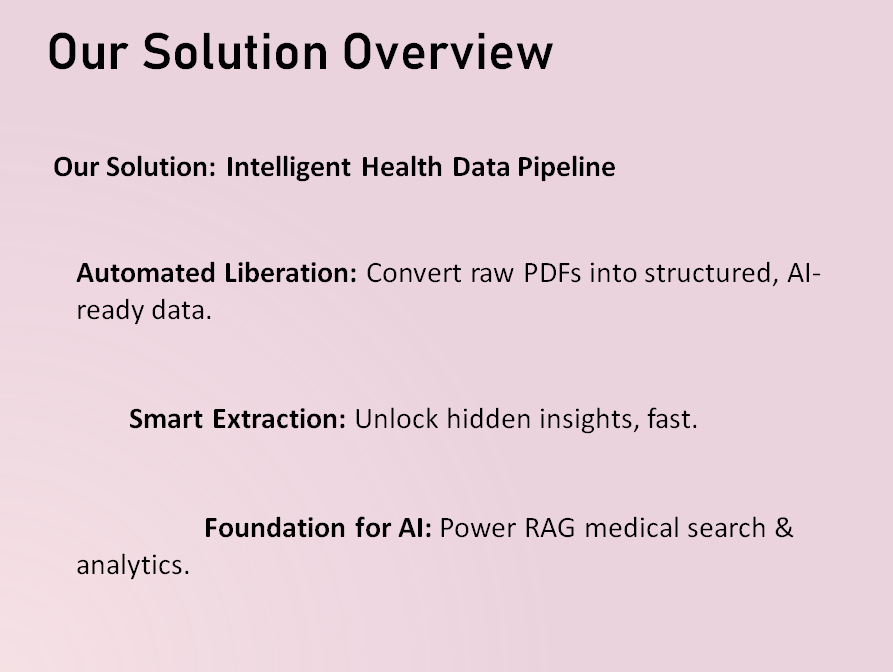 Our Solution Overview
Our Solution: Intelligent Health Data Pipeline
Automated Liberation: Convert raw PDFs into structured, AI-
ready data.
Smart Extraction: Unlock hidden insights, fast.
Foundation for AI: Power RAG medical search &
analytics.